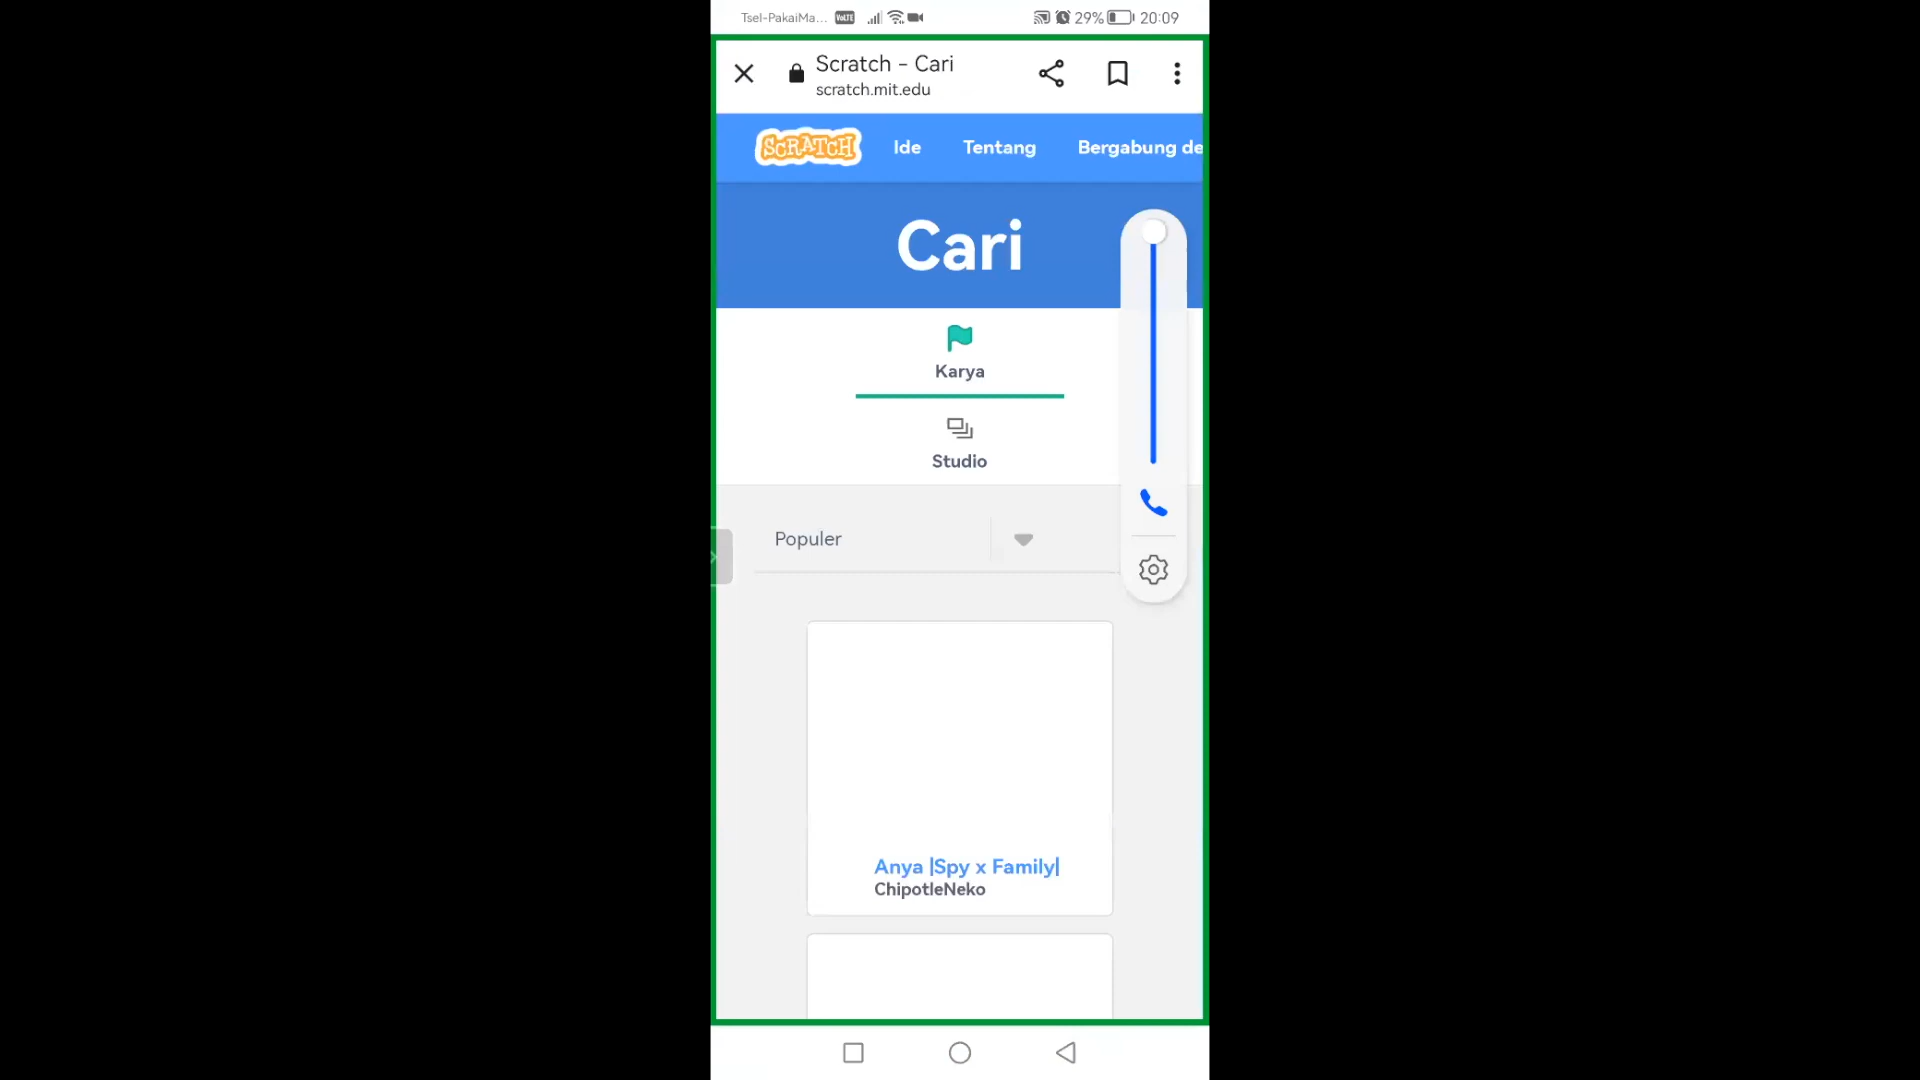 Tsel-PakaiMa... VoLTE 29% 20:09
Scratch – Cari
scratch.mit.edu
SCRATCH Ide Tentang Bergabung de
Cari
Karya
Studio
Populer
Anya |Spy x Family|
ChipotleNeko